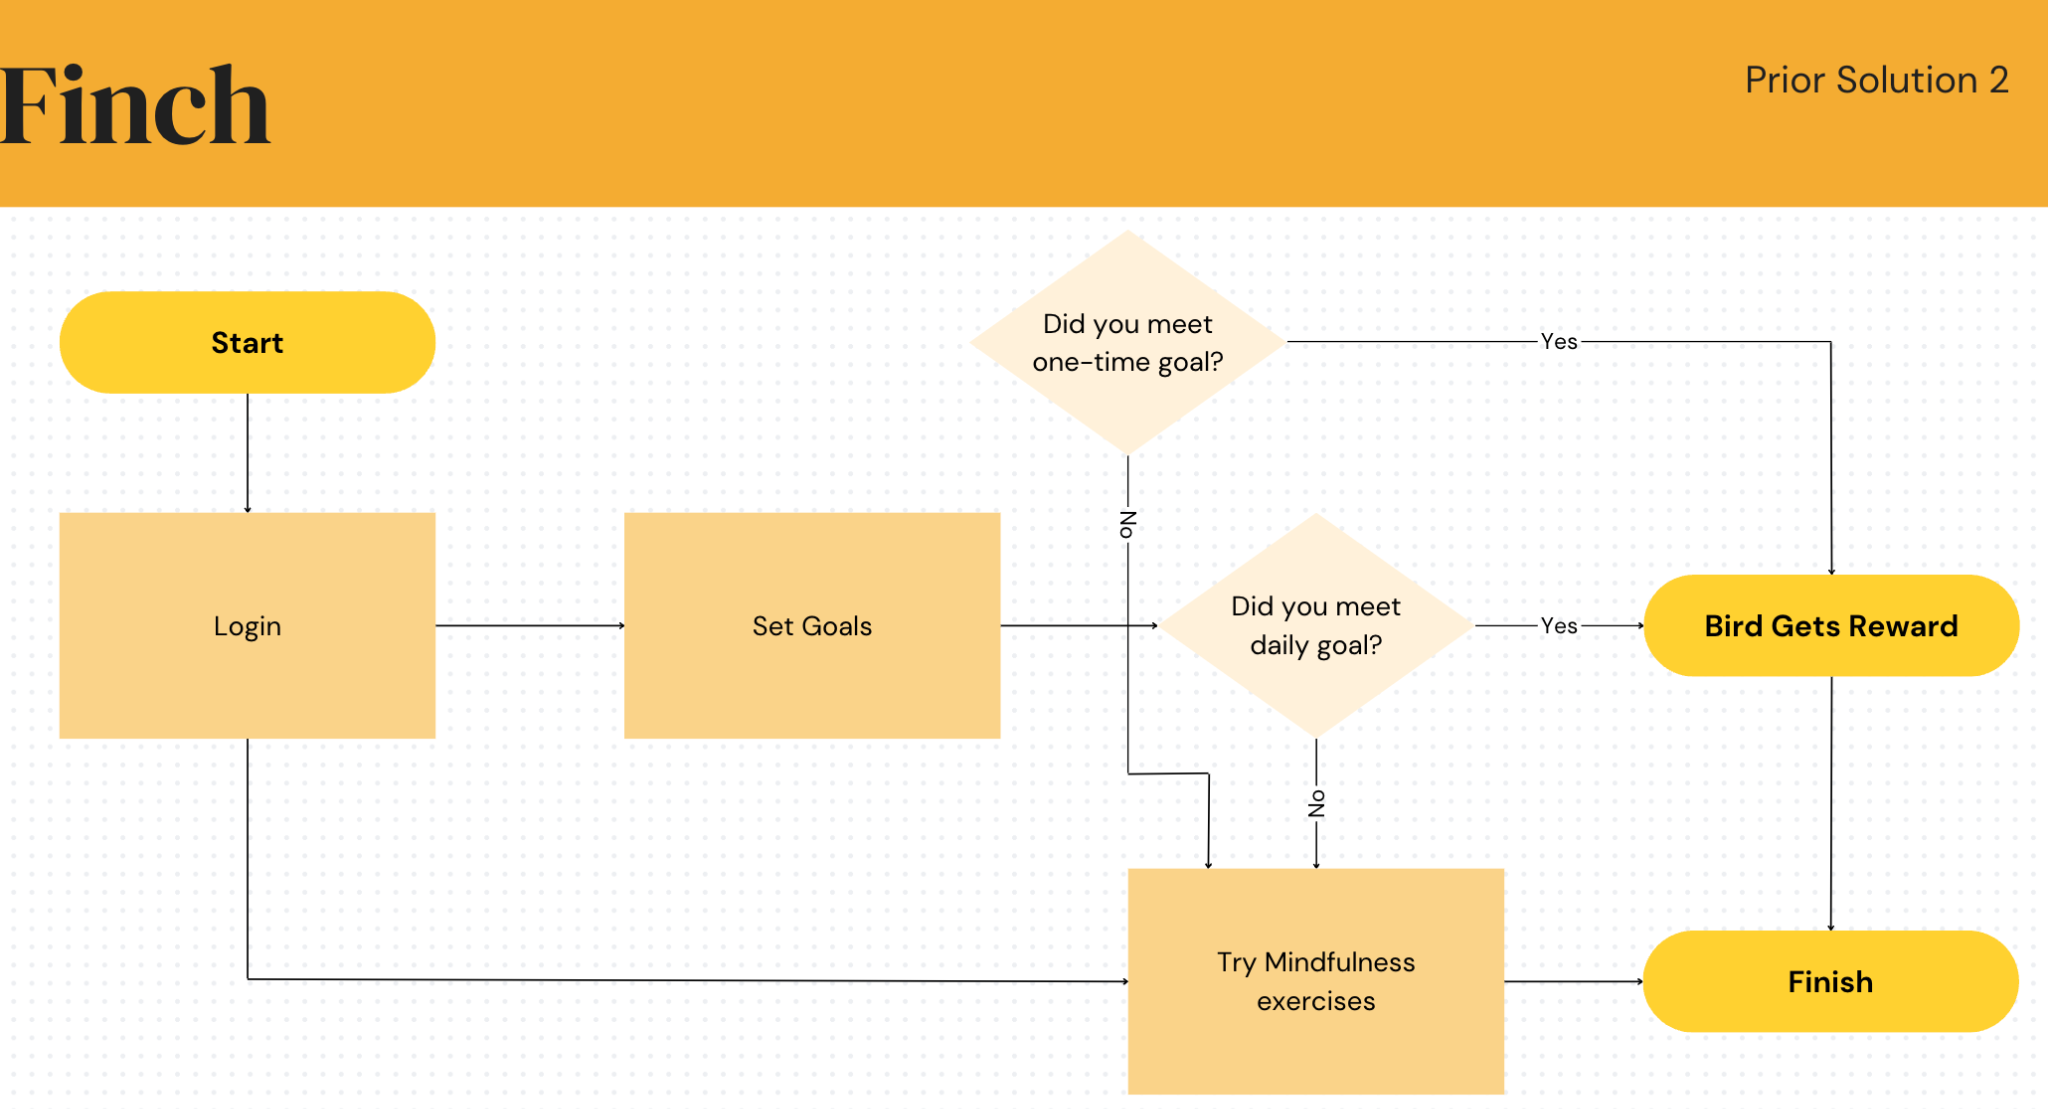 Finch
Prior Solution 2
Start
Did you meet
one-time goal?
Yes
No
Login
Set Goals
Did you meet
daily goal?
Yes
Bird Gets Reward
No
Try Mindfulness
exercises
Finish